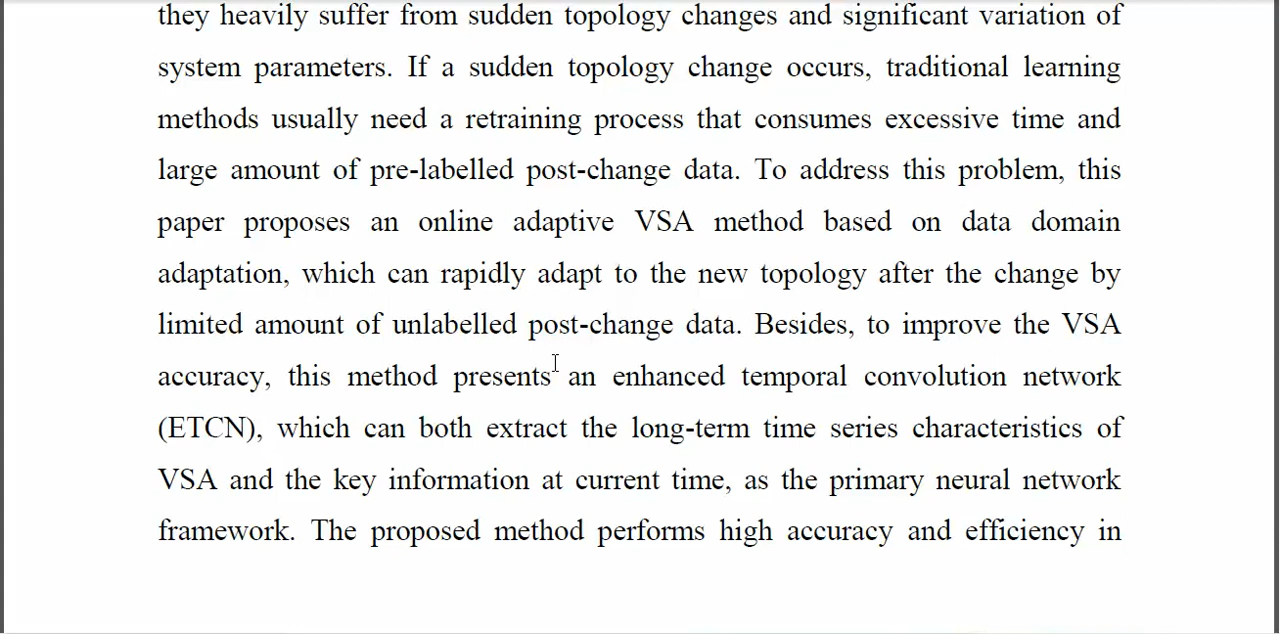 they heavily suffer from sudden topology changes and significant variation of
system parameters. If a sudden topology change occurs, traditional learning
methods usually need a retraining process that consumes excessive time and
large amount of pre-labelled post-change data. To address this problem, this
paper proposes an online adaptive VSA method based on data domain
adaptation, which can rapidly adapt to the new topology after the change by
limited amount of unlabelled post-change data. Besides, to improve the VSA
accuracy, this method presents an enhanced temporal convolution network
(ETCN), which can both extract the long-term time series characteristics of
VSA and the key information at current time, as the primary neural network
framework. The proposed method performs high accuracy and efficiency in